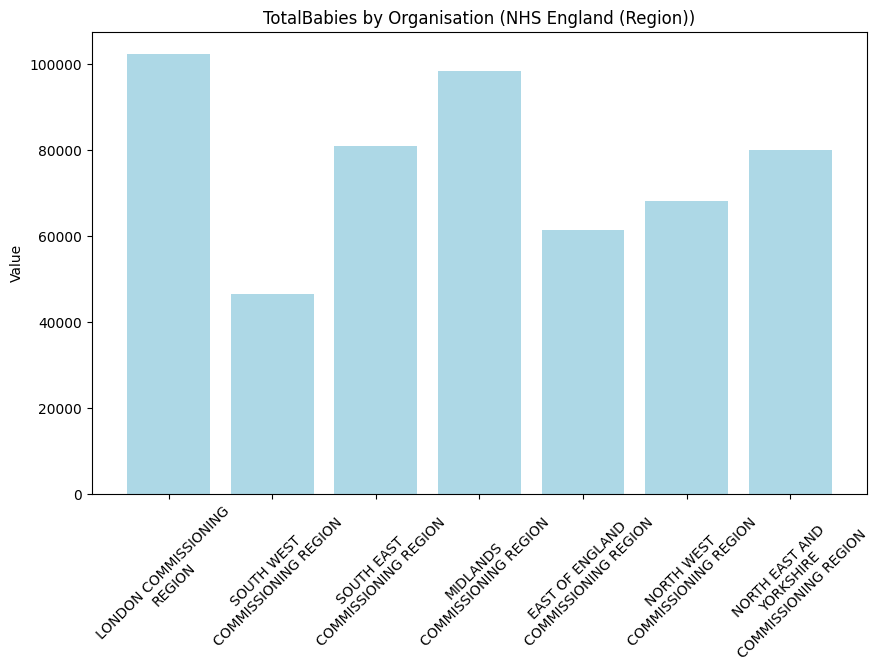 TotalBabies by Organisation (NHS England (Region))
Value
100000
80000
60000
40000
20000
0
LONDON COMMISSIONING
REGION
SOUTH WEST
COMMISSIONING REGION
SOUTH EAST
COMMISSIONING REGION
MIDLANDS
COMMISSIONING REGION
EAST OF ENGLAND
COMMISSIONING REGION
NORTH WEST
COMMISSIONING REGION
NORTH EAST AND
YORKSHIRE
COMMISSIONING REGION